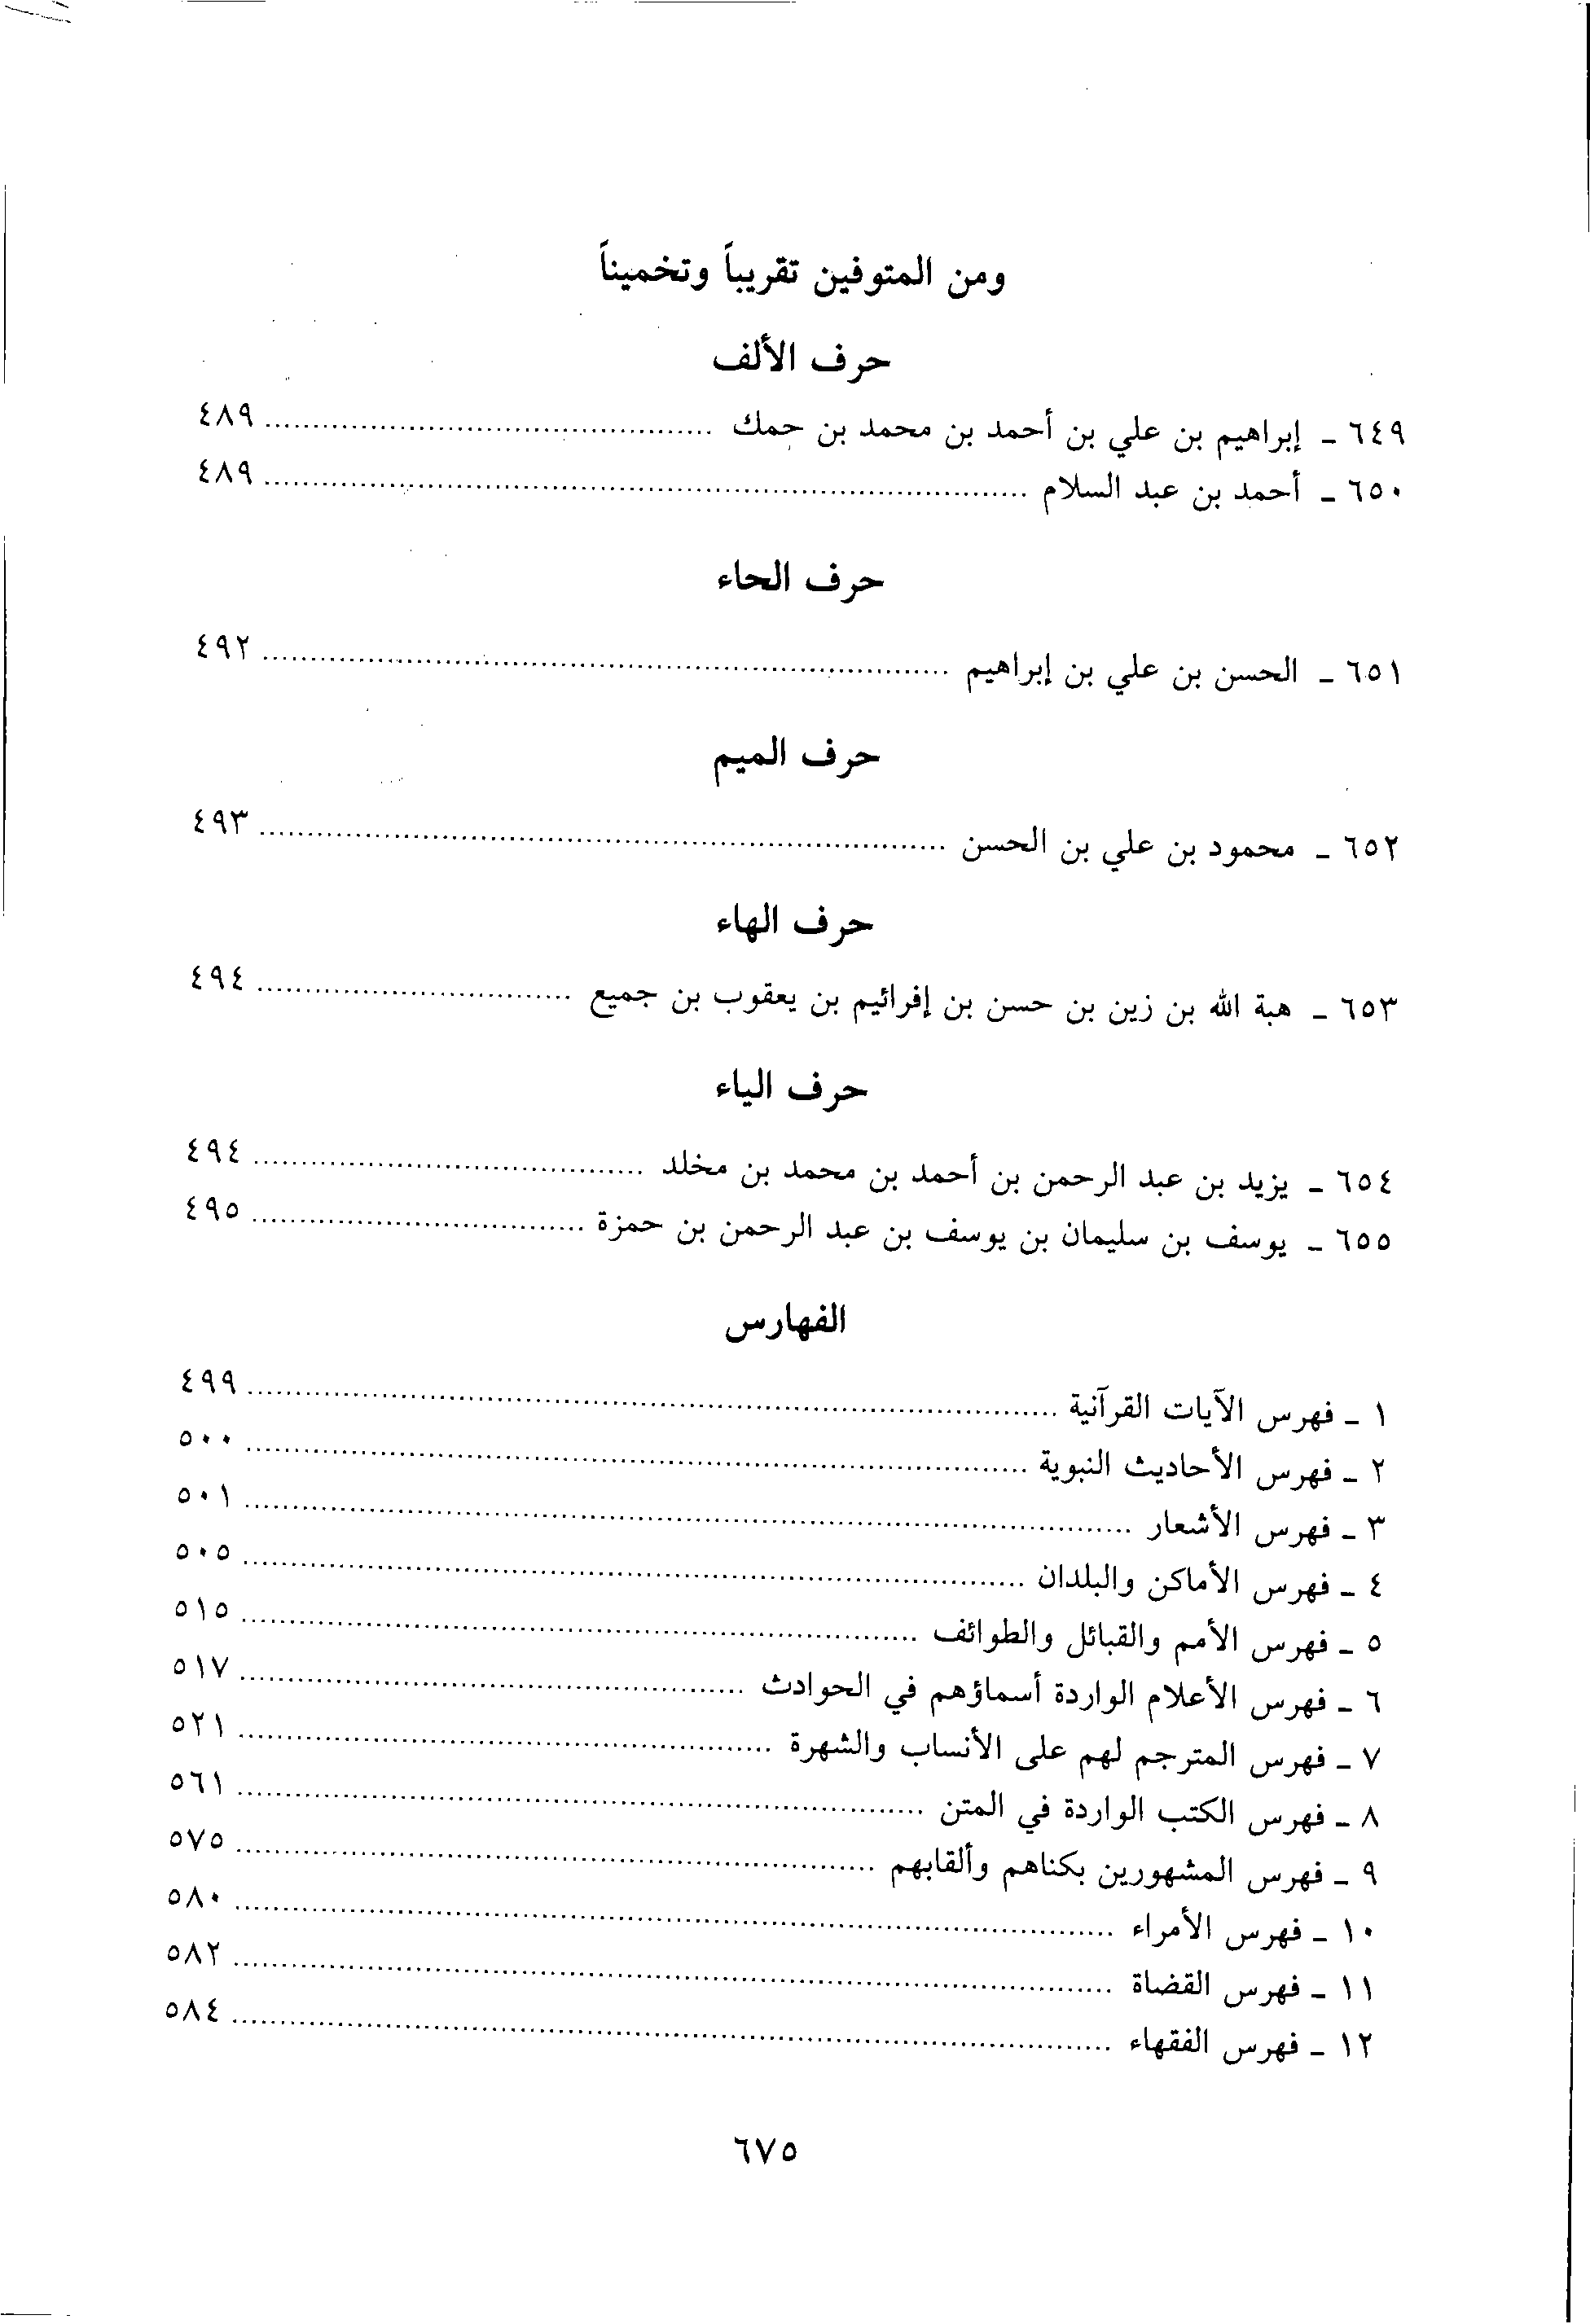 ومن المتوفين تقريباً وتخميناً
حرف الألف
٦٤٩ ـ إبراهيم بن علي بن أحمد بن محمد بن حمك ........ ٤٨٩
٦٥٠ ـ أحمد بن عبد السلام ........ ٤٨٩
حرف الحاء
٦٥١ ـ الحسن بن علي بن إبراهيم ........ ٤٩٢
حرف الميم
٦٥٢ ـ محمود بن علي بن الحسن ........ ٤٩٣
حرف الهاء
٦٥٣ ـ هبة الله بن زين بن حسن بن إفرائيم بن يعقوب بن جميع ........ ٤٩٤
حرف الياء
٦٥٤ ـ يزيد بن عبد الرحمن بن أحمد بن محمد بن مخلد ........ ٤٩٤
٦٥٥ ـ يوسف بن سليمان بن يوسف بن عبد الرحمن بن حمزة ........ ٤٩٥
الفهارس
١ ـ فهرس الآيات القرآنية ........ ٤٩٩
٢ ـ فهرس الأحاديث النبوية ........ ٥٠٠
٣ ـ فهرس الأشعار ........ ٥٠١
٤ ـ فهرس الأماكن والبلدان ........ ٥٠٥
٥ ـ فهرس الأمم والقبائل والطوائف ........ ٥١٥
٦ ـ فهرس الأعلام الواردة أسماؤهم في الحوادث ........ ٥١٧
٧ ـ فهرس المترجم لهم على الأنساب والشهرة ........ ٥٢١
٨ ـ فهرس الكتب الواردة في المتن ........ ٥٦١
٩ ـ فهرس المشهورين بكناهم وألقابهم ........ ٥٧٥
١٠ ـ فهرس الأمراء ........ ٥٨٠
١١ ـ فهرس القضاة ........ ٥٨٢
١٢ ـ فهرس الفقهاء ........ ٥٨٤
٦٧٥